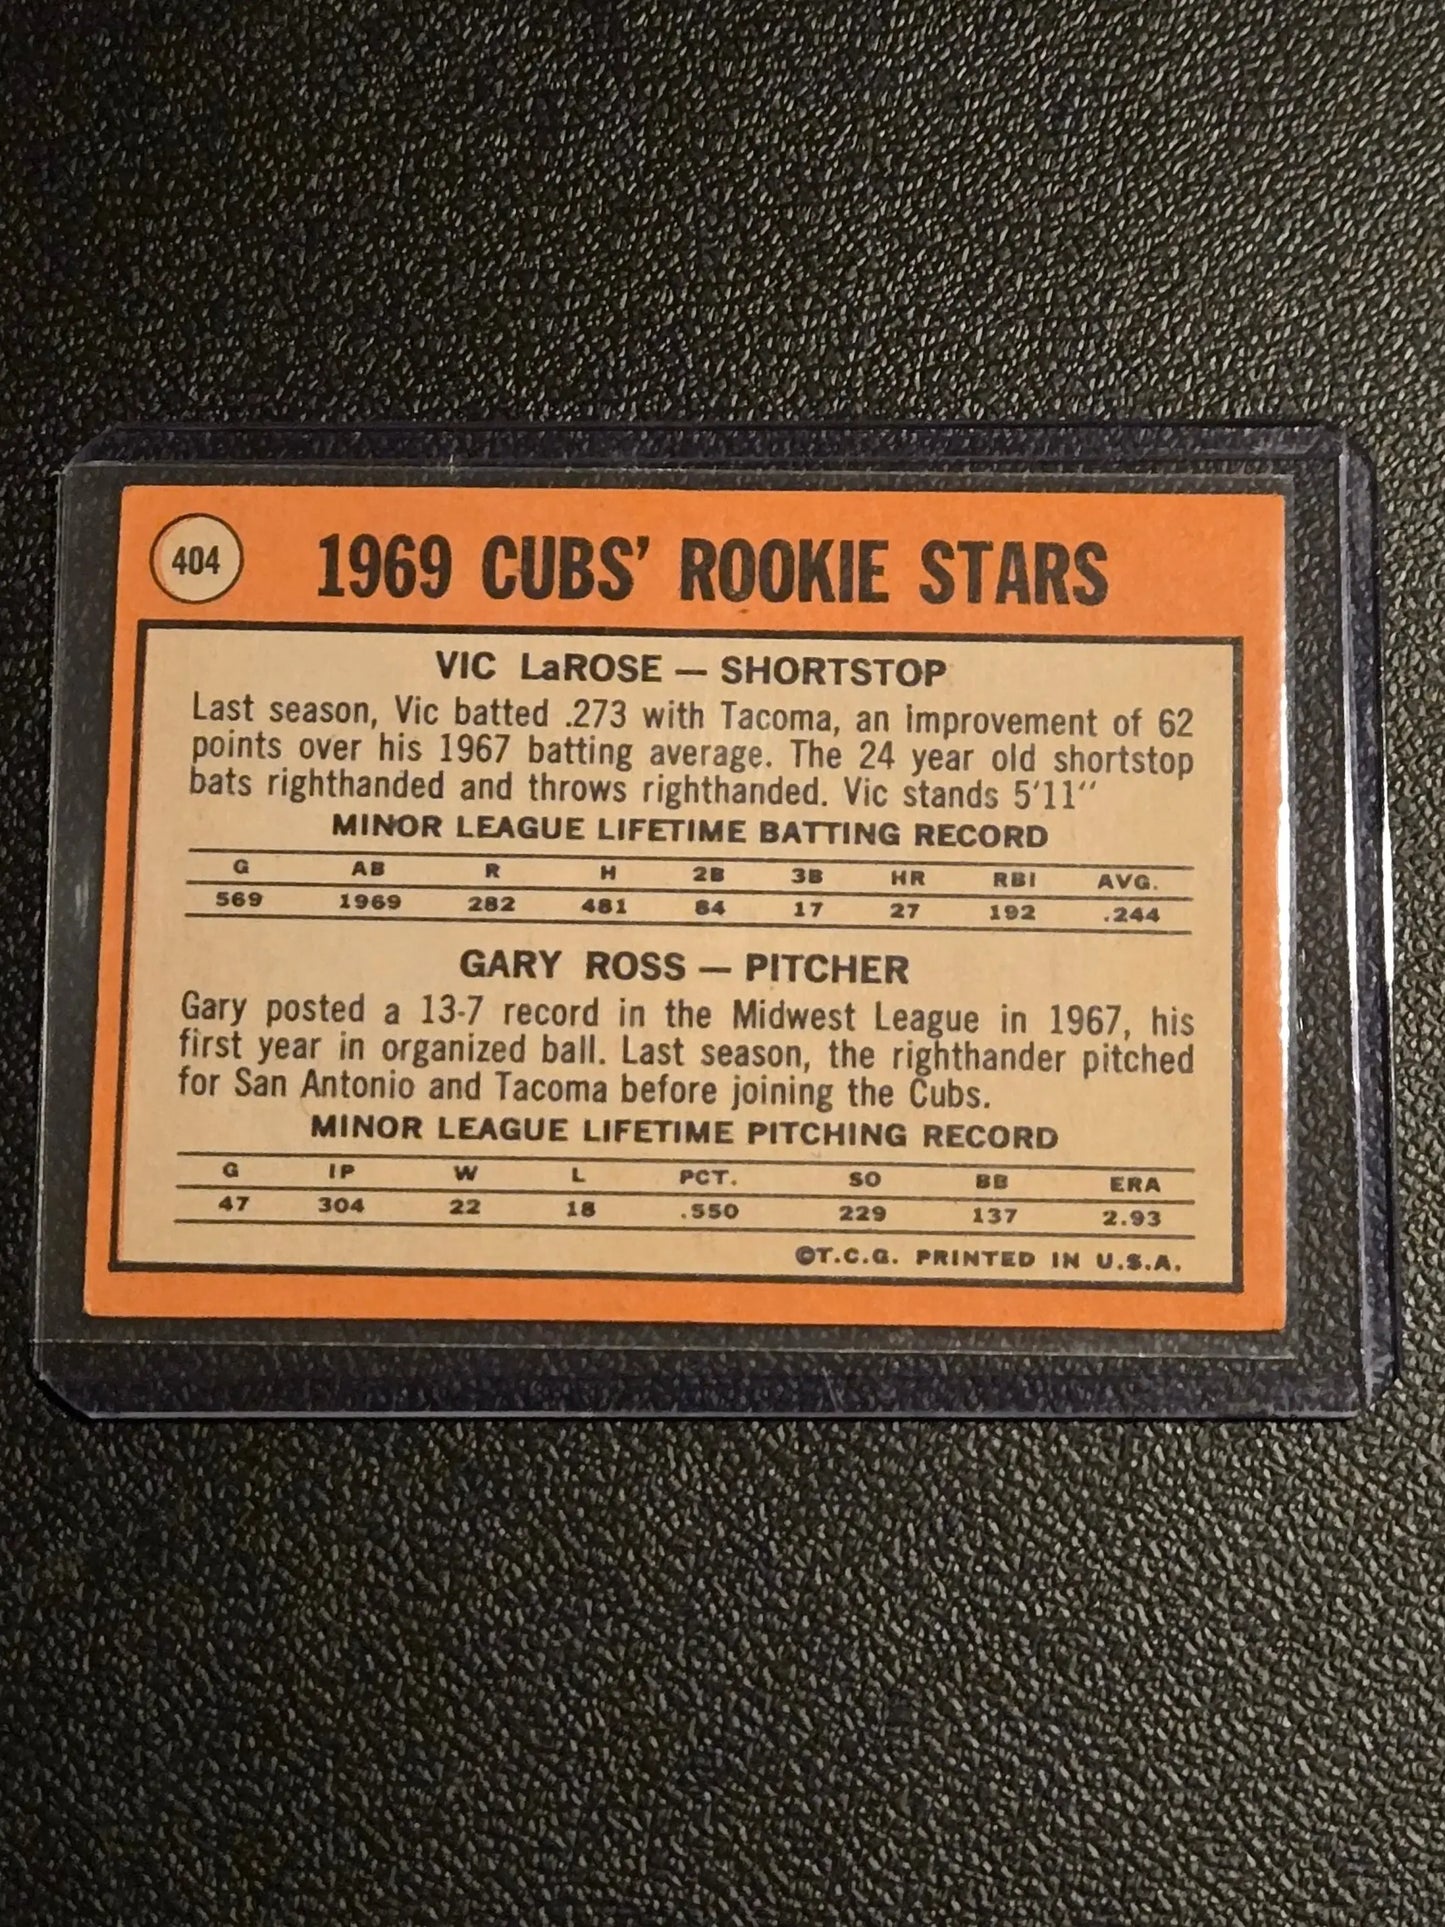 404
1969 CUBS' ROOKIE STARS
VIC LaROSE — SHORTSTOP
Last season, Vic batted .273 with Tacoma, an improvement of 62
points over his 1967 batting average. The 24 year old shortstop
bats righthanded and throws righthanded. Vic stands 5'11"
MINOR LEAGUE LIFETIME BATTING RECORD
G AB R H 2B 3B HR RBI AVG.
569 1969 282 481 84 17 27 192 .244
GARY ROSS — PITCHER
Gary posted a 13-7 record in the Midwest League in 1967, his
first year in organized ball. Last season, the righthander pitched
for San Antonio and Tacoma before joining the Cubs.
MINOR LEAGUE LIFETIME PITCHING RECORD
G IP W L PCT. SO BB ERA
47 304 22 18 .550 229 137 2.93
©T.C.G. PRINTED IN U.S.A.